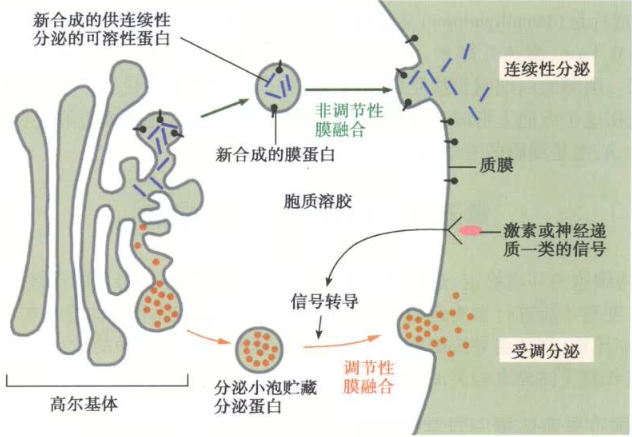 新合成的供连续性
分泌的可溶性蛋白
连续性分泌
非调节性
膜融合
新合成的膜蛋白
质膜
胞质溶胶
激素或神经递
质一类的信号
信号转导
受调分泌
调节性
膜融合
分泌小泡贮藏
分泌蛋白
高尔基体